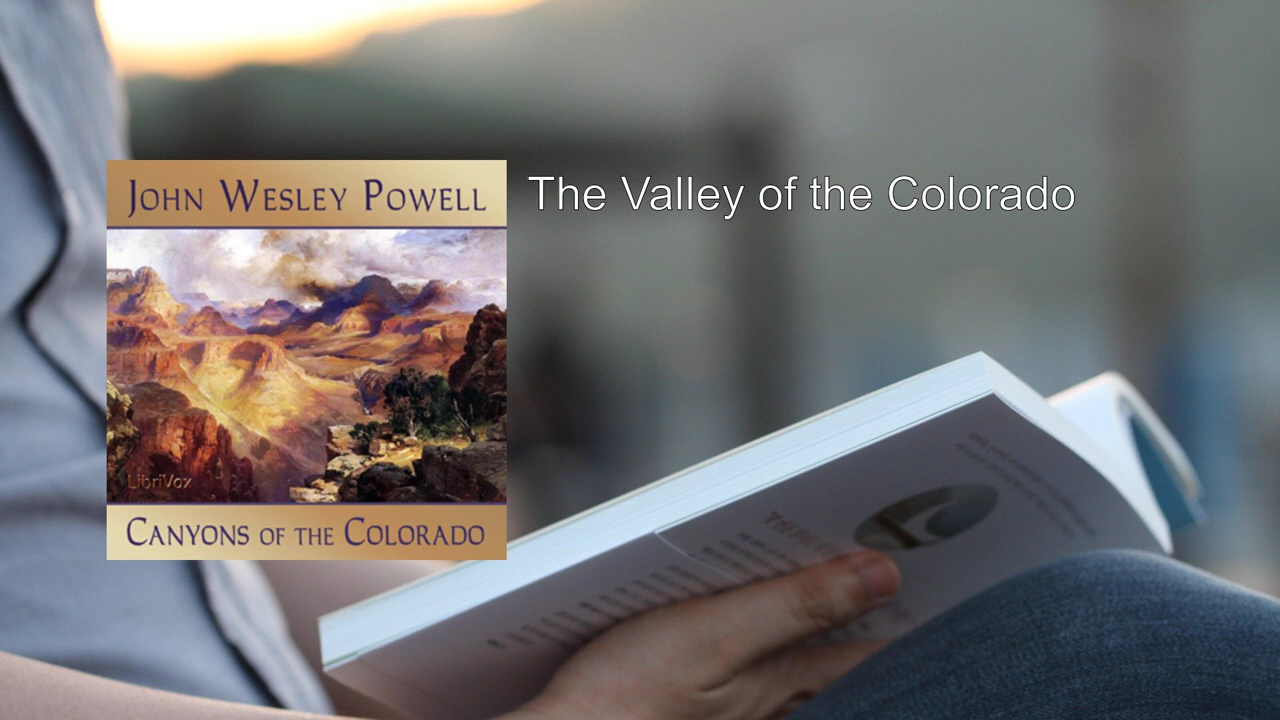 JOHN WESLEY POWELL
The Valley of the Colorado
LibriVox
CANYONS OF THE COLORADO